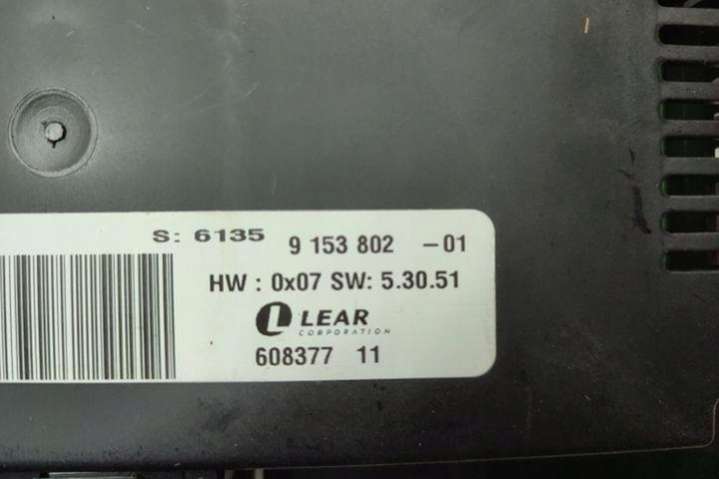 S: 6135 9 153 802 -01
HW : 0x07 SW: 5.30.51
LEAR
CORPORATION
608377 11